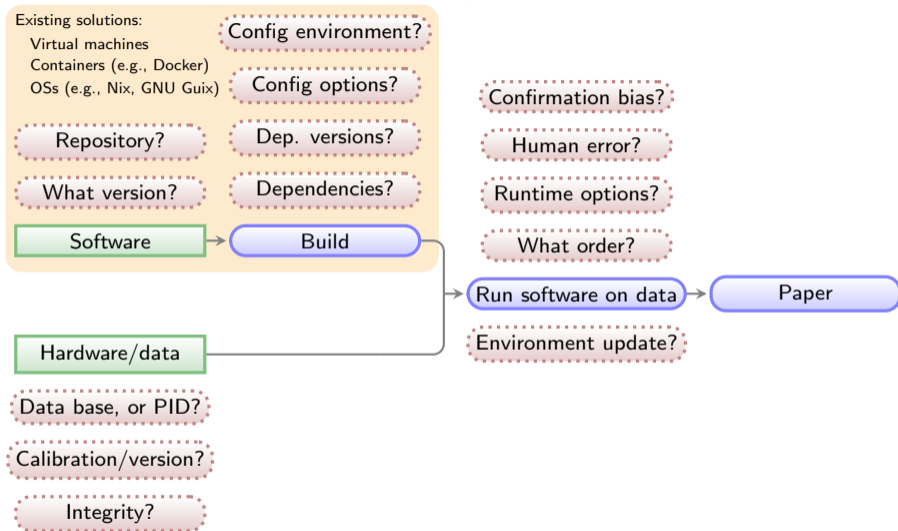 Existing solutions:
Virtual machines
Containers (e.g., Docker)
OSs (e.g., Nix, GNU Guix)
Config environment?
Config options?
Repository?
Dep. versions?
What version?
Dependencies?
Software
Build
Confirmation bias?
Human error?
Runtime options?
What order?
Run software on data
Paper
Environment update?
Hardware/data
Data base, or PID?
Calibration/version?
Integrity?